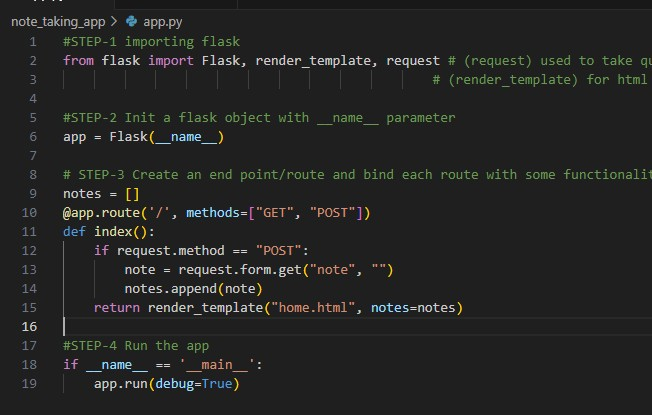 note_taking_app > app.py
1 #STEP-1 importing flask
2 from flask import Flask, render_template, request # (request) used to take qu
3 # (render_template) for html
4
5 #STEP-2 Init a flask object with __name__ parameter
6 app = Flask(__name__)
7
8 # STEP-3 Create an end point/route and bind each route with some functionalit
9 notes = []
10 @app.route('/', methods=["GET", "POST"])
11 def index():
12     if request.method == "POST":
13         note = request.form.get("note", "")
14         notes.append(note)
15     return render_template("home.html", notes=notes)
16
17 #STEP-4 Run the app
18 if __name__ == '__main__':
19     app.run(debug=True)